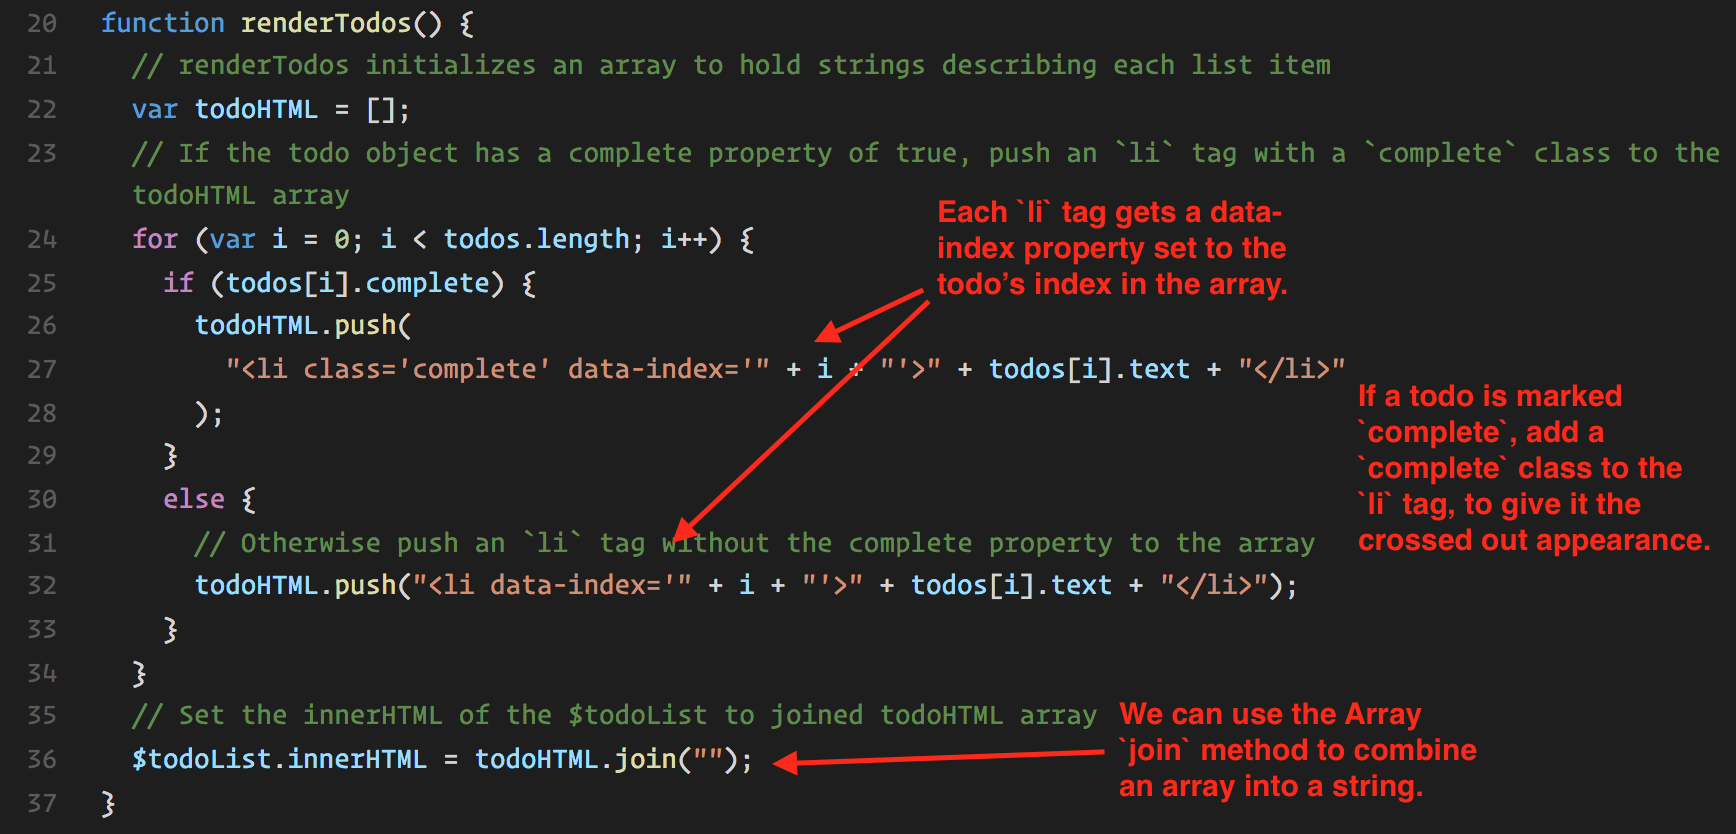 20 function renderTodos() {
21 // renderTodos initializes an array to hold strings describing each list item
22 var todoHTML = [];
23 // If the todo object has a complete property of true, push an `li` tag with a `complete` class to the
todoHTML array
24 for (var i = 0; i < todos.length; i++) {
25 if (todos[i].complete) {
26 todoHTML.push(
27 "<li class='complete' data-index='" + i + "'>" + todos[i].text + "</li>"
28 );
29 }
30 else {
31 // Otherwise push an `li` tag without the complete property to the array
32 todoHTML.push("<li data-index='" + i + "'>" + todos[i].text + "</li>");
33 }
34 }
35 // Set the innerHTML of the $todoList to joined todoHTML array
36 $todoList.innerHTML = todoHTML.join("");
37 }
Each `li` tag gets a data-
index property set to the
todo’s index in the array.
If a todo is marked
`complete`, add a
`complete` class to the
`li` tag, to give it the
crossed out appearance.
We can use the Array
`join` method to combine
an array into a string.